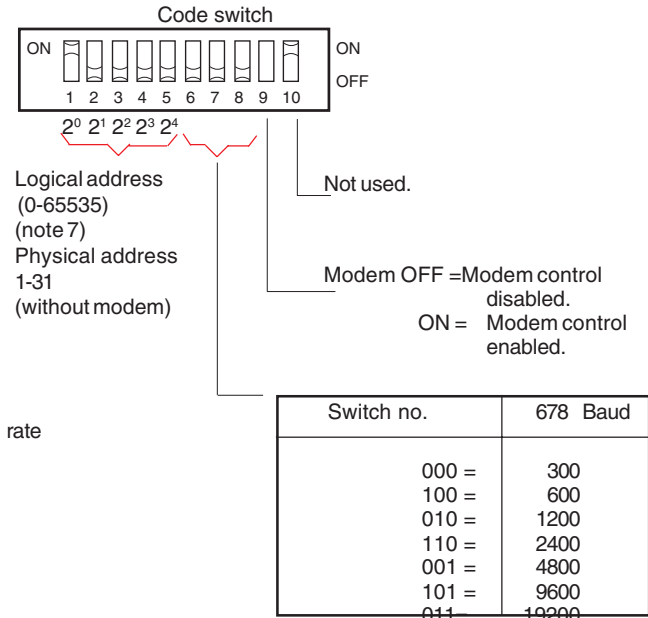 Code switch
ON ON
OFF
1 2 3 4 5 6 7 8 9 10
2⁰ 2¹ 2² 2³ 2⁴
Logical address
(0-65535)
(note 7)
Physical address
1-31
(without modem)
Not used.
Modem OFF =Modem control
disabled.
ON = Modem control
enabled.
rate
Switch no. 678 Baud
000 = 300
100 = 600
010 = 1200
110 = 2400
001 = 4800
101 = 9600
011= 19200